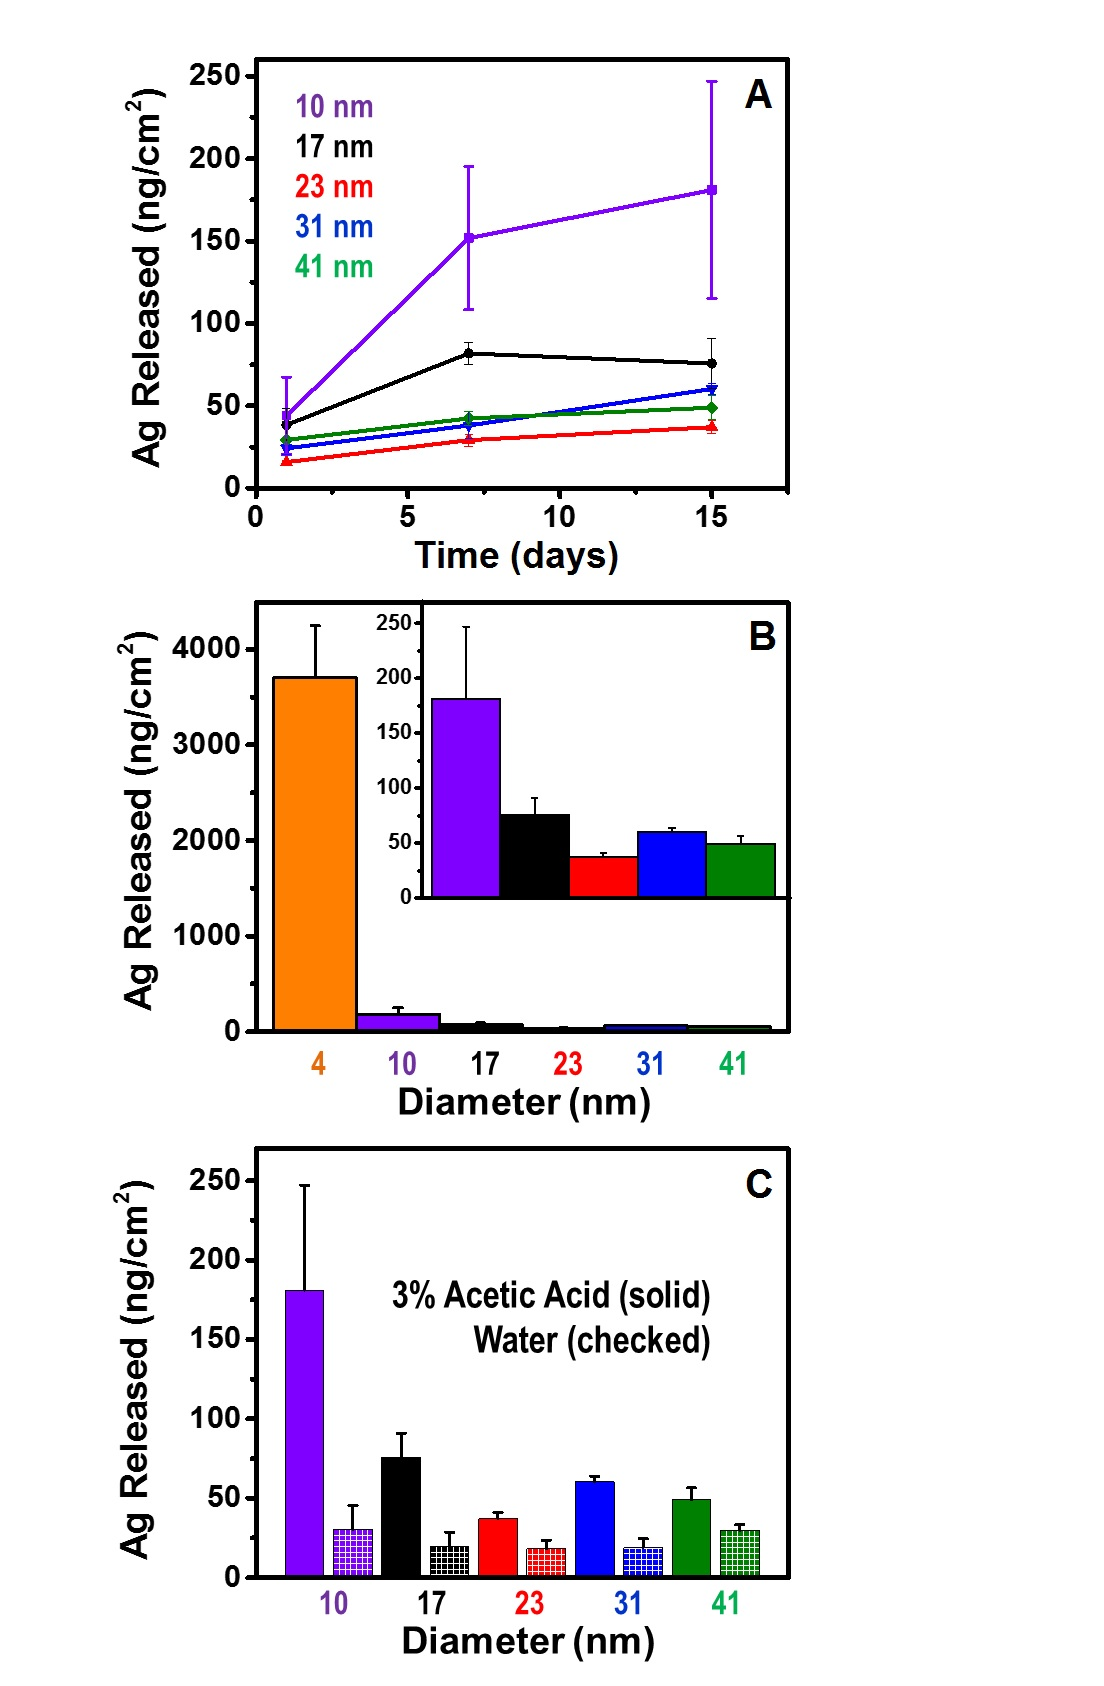 A
250
200
150
100
50
0
10 nm
17 nm
23 nm
31 nm
41 nm
Ag Released (ng/cm²)
0 5 10 15
Time (days)
B
4000
3000
2000
1000
0
250
200
150
100
50
0
Ag Released (ng/cm²)
4 10 17 23 31 41
Diameter (nm)
C
250
200
150
100
50
0
3% Acetic Acid (solid)
Water (checked)
Ag Released (ng/cm²)
10 17 23 31 41
Diameter (nm)